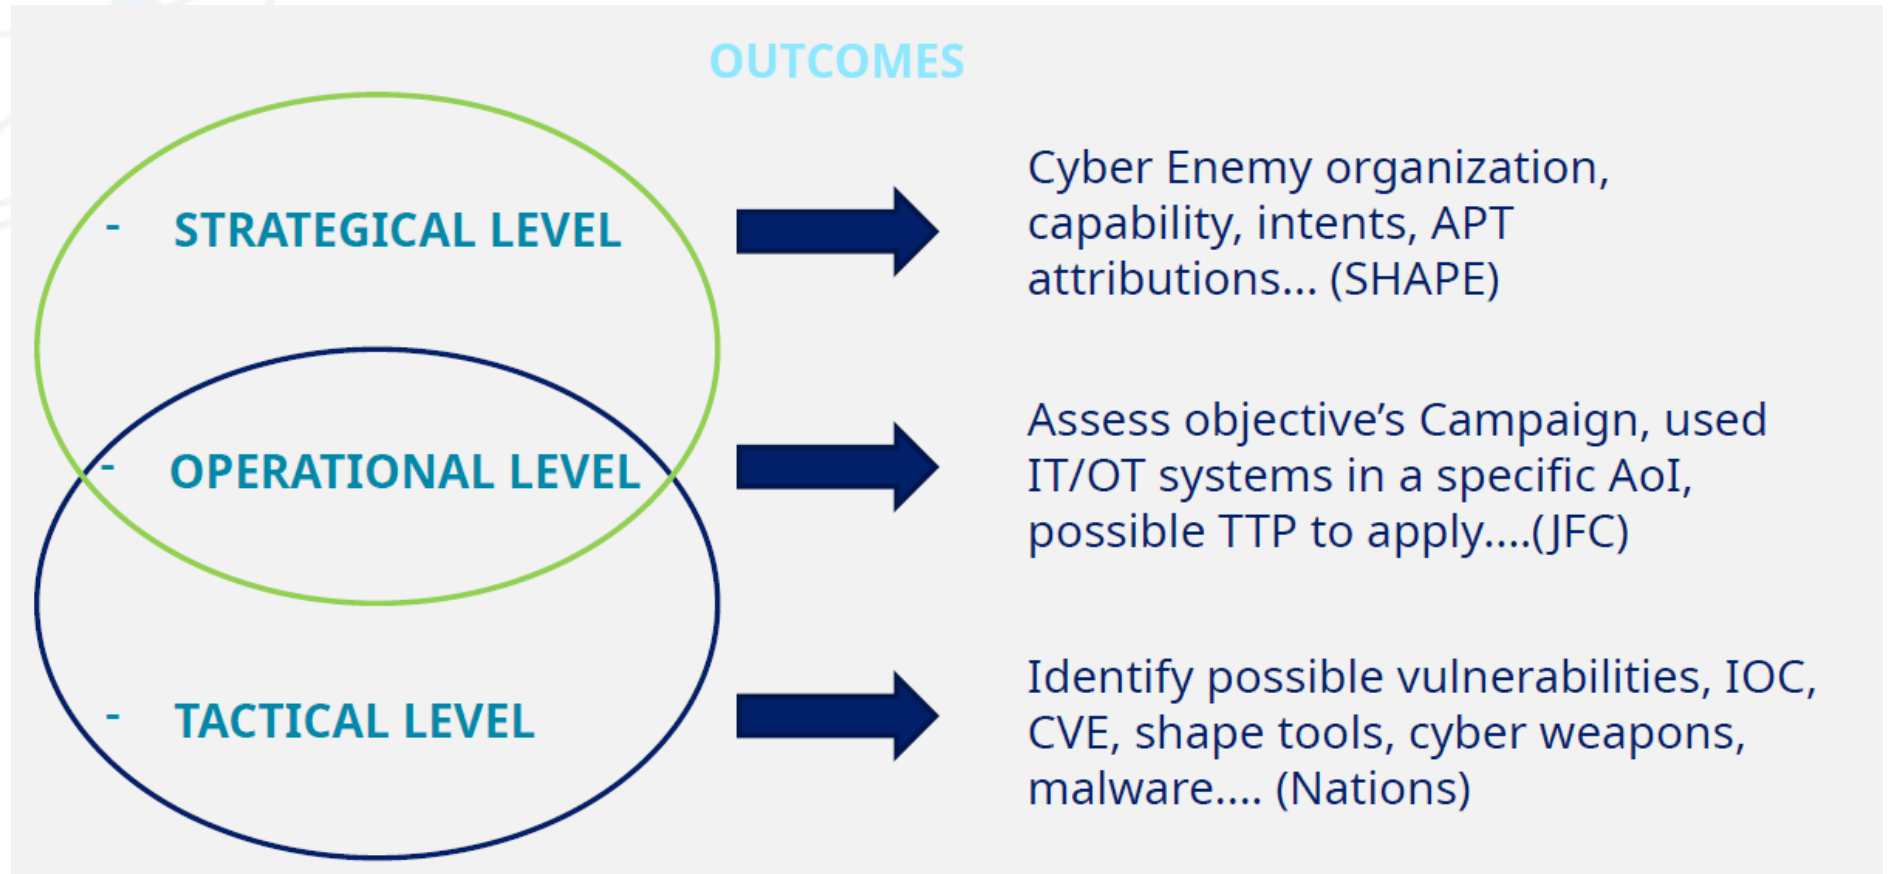 OUTCOMES
- STRATEGICAL LEVEL
Cyber Enemy organization,
capability, intents, APT
attributions... (SHAPE)
- OPERATIONAL LEVEL
Assess objective’s Campaign, used
IT/OT systems in a specific AoI,
possible TTP to apply....(JFC)
- TACTICAL LEVEL
Identify possible vulnerabilities, IOC,
CVE, shape tools, cyber weapons,
malware.... (Nations)